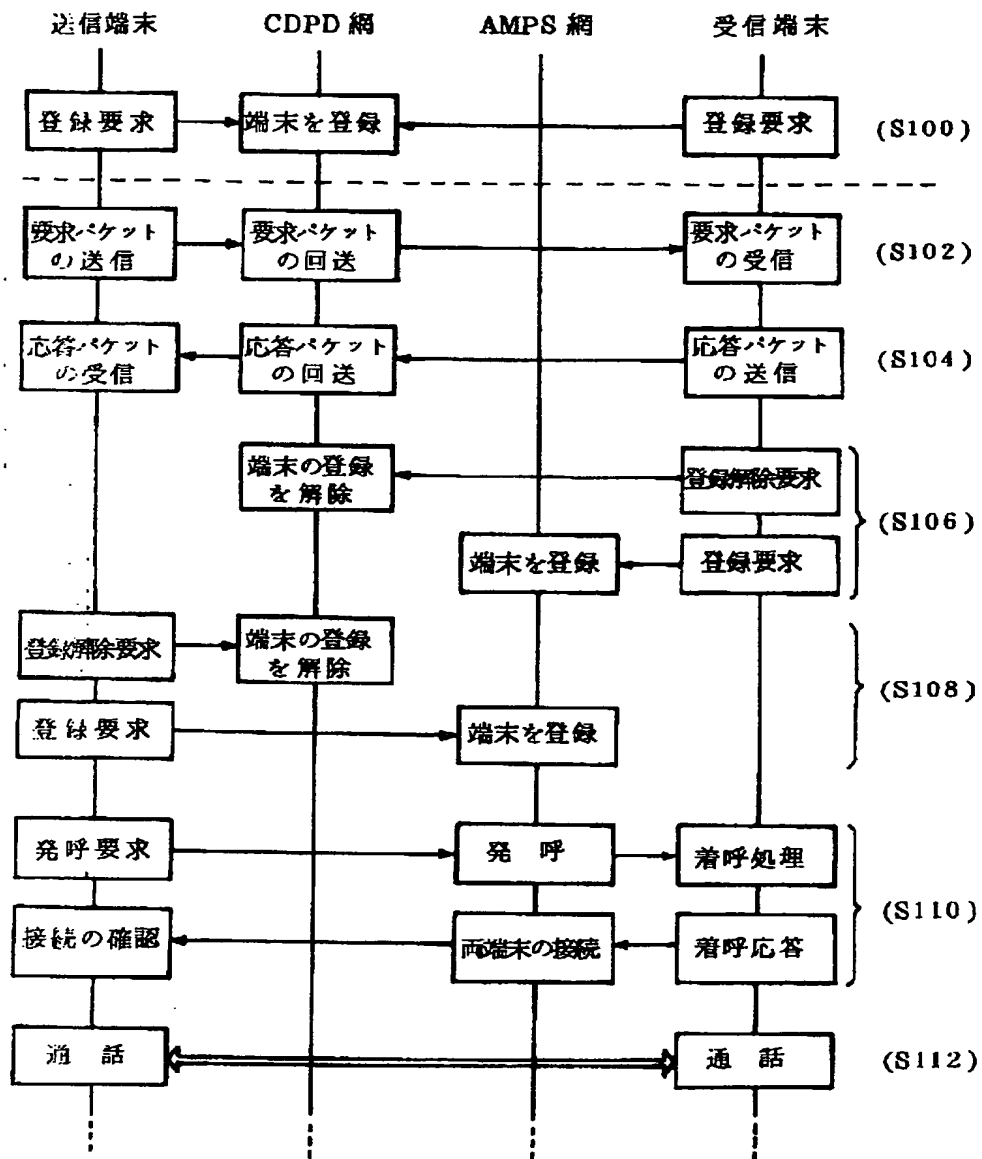 送信端末 CDPD 網 AMPS 網 受信端末
登録要求 端末を登録 登録要求 (S100)
要求パケット 要求パケット 要求パケット
の送信 の回送 の受信 (S102)
応答パケット 応答パケット 応答パケット
の受信 の回送 の送信 (S104)
端末の登録 登録解除要求
を解除
(S106)
端末を登録 登録要求
登録解除要求 端末の登録
を解除
(S108)
登録要求 端末を登録
発呼要求 発呼 着呼処理
(S110)
接続の確認 両端末の接続 着呼応答
通話 通話 (S112)